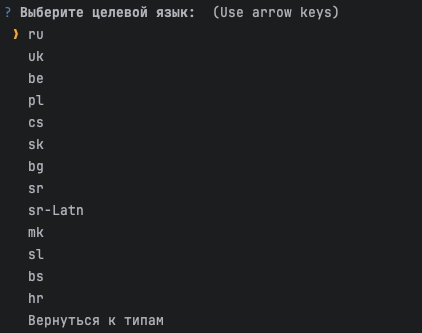 ? Выберите целевой язык: (Use arrow keys)
❯ ru
uk
be
pl
cs
sk
bg
sr
sr-Latn
mk
sl
bs
hr
Вернуться к типам